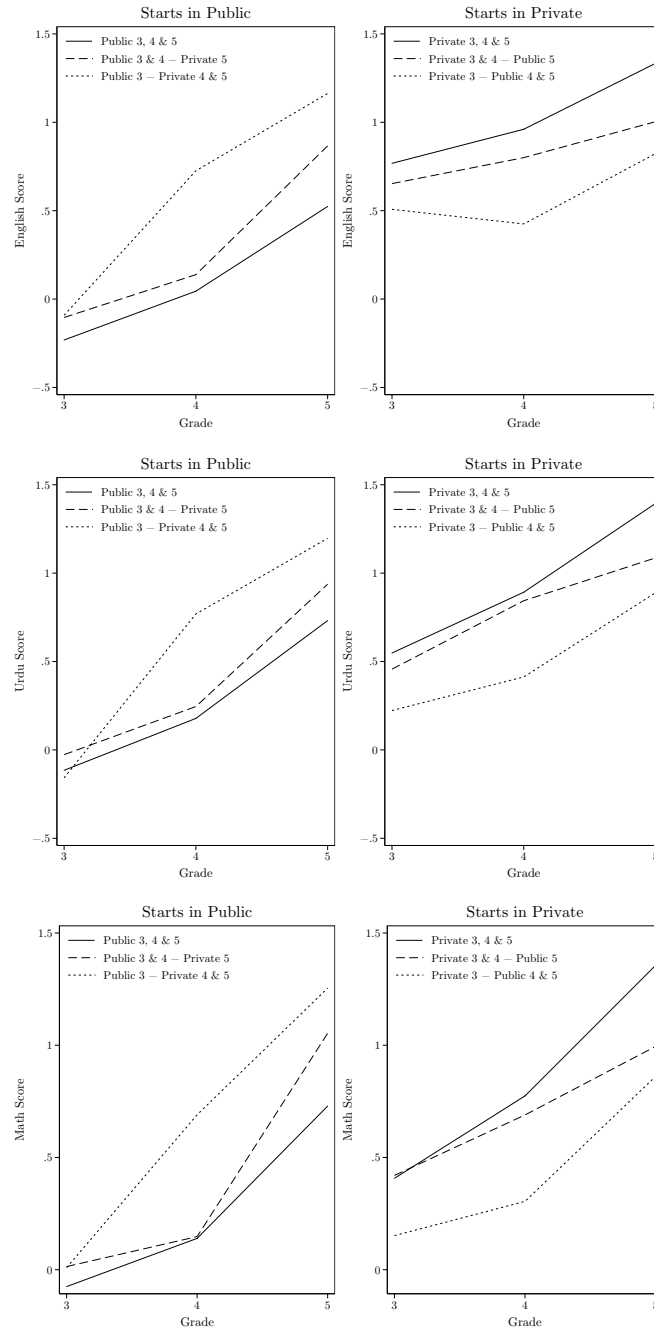 Starts in Public
1.5
1
.5
0
−.5
English Score
Public 3, 4 & 5
Public 3 & 4 − Private 5
Public 3 − Private 4 & 5
3 4 5
Grade
Starts in Private
1.5
1
.5
0
−.5
English Score
Private 3, 4 & 5
Private 3 & 4 − Public 5
Private 3 − Public 4 & 5
3 4 5
Grade
Starts in Public
1.5
1
.5
0
−.5
Urdu Score
Public 3, 4 & 5
Public 3 & 4 − Private 5
Public 3 − Private 4 & 5
3 4 5
Grade
Starts in Private
1.5
1
.5
0
−.5
Urdu Score
Private 3, 4 & 5
Private 3 & 4 − Public 5
Private 3 − Public 4 & 5
3 4 5
Grade
Starts in Public
1.5
1
.5
0
Math Score
Public 3, 4 & 5
Public 3 & 4 − Private 5
Public 3 − Private 4 & 5
3 4 5
Grade
Starts in Private
1.5
1
.5
0
Math Score
Private 3, 4 & 5
Private 3 & 4 − Public 5
Private 3 − Public 4 & 5
3 4 5
Grade